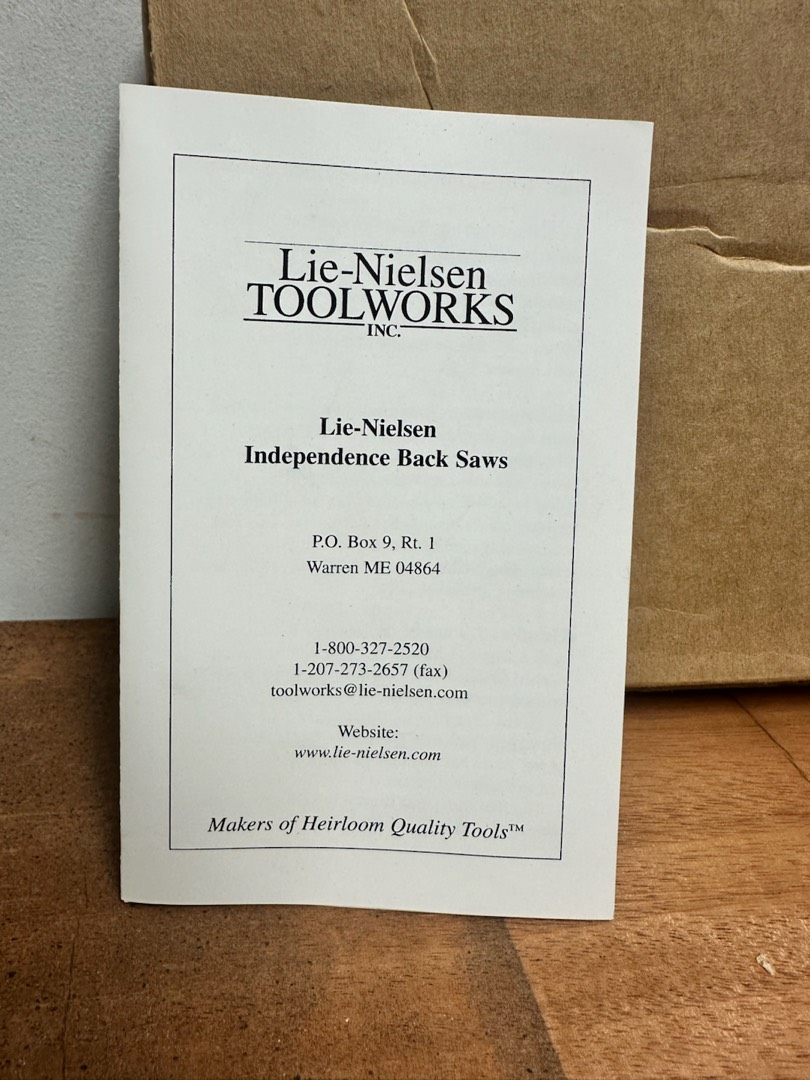 Lie-Nielsen
TOOLWORKS
INC.
Lie-Nielsen
Independence Back Saws
P.O. Box 9, Rt. 1
Warren ME 04864
1-800-327-2520
1-207-273-2657 (fax)
toolworks@lie-nielsen.com
Website:
www.lie-nielsen.com
Makers of Heirloom Quality Tools™